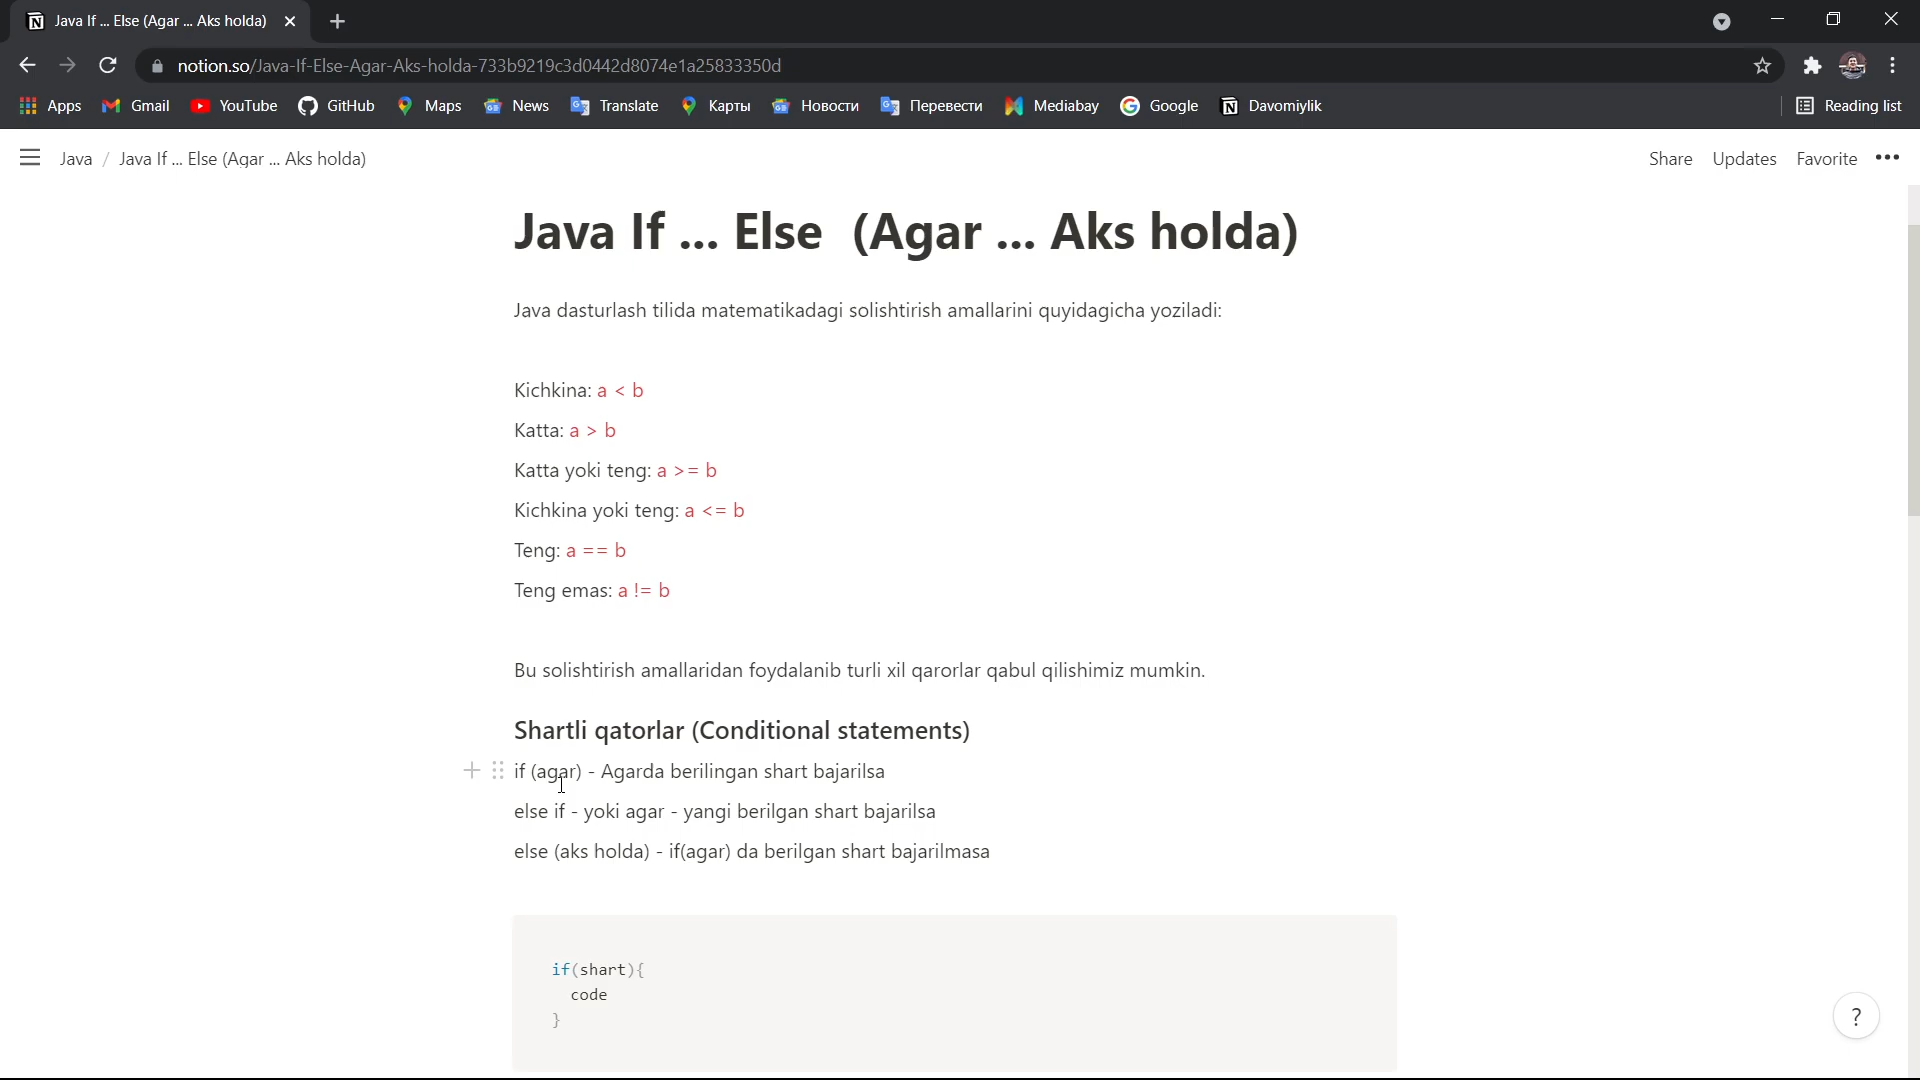 Java If ... Else (Agar ... Aks holda)
notion.so/Java-If-Else-Agar-Aks-holda-733b9219c3d0442d8074e1a25833350d
Apps Gmail YouTube GitHub Maps News Translate Карты Новости Перевести Mediabay Google Davomiylik Reading list
Java / Java If ... Else (Agar ... Aks holda) Share Updates Favorite
Java If ... Else (Agar ... Aks holda)
Java dasturlash tilida matematikadagi solishtirish amallarini quyidagicha yoziladi:
Kichkina: a < b
Katta: a > b
Katta yoki teng: a >= b
Kichkina yoki teng: a <= b
Teng: a == b
Teng emas: a != b
Bu solishtirish amallaridan foydalanib turli xil qarorlar qabul qilishimiz mumkin.
Shartli qatorlar (Conditional statements)
if (agar) - Agarda berilingan shart bajarilsa
else if - yoki agar - yangi berilgan shart bajarilsa
else (aks holda) - if(agar) da berilgan shart bajarilmasa
if(shart){
code
}
?